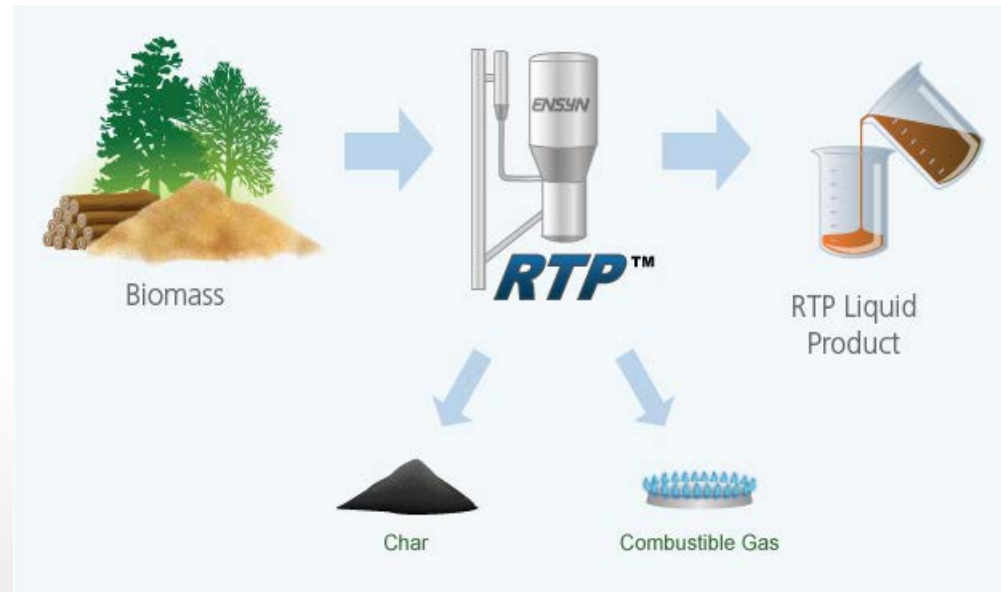 ENSYN
RTP™
Biomass
RTP Liquid
Product
Char
Combustible Gas